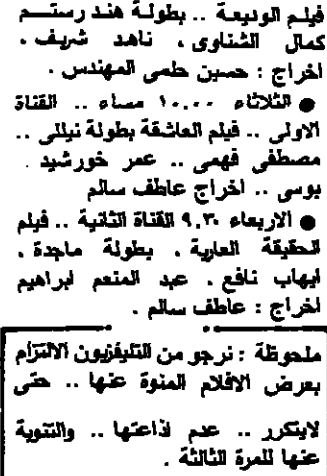 فيلم الوديعة .. بطولة هند رستم
كمال الشناوى ، ناهد شريف .
اخراج : حسين حلمى المهندس .
● الثلاثاء ١٠,٠٠ مساء .. القناة
الاولى .. فيلم العاشقة بطولة نيللى ..
مصطفى فهمى .. عمر خورشيد .
بوسى .. اخراج عاطف سالم
● الاربعاء ٩,٣٠ القناة الثانية .. فيلم
الحقيقة العارية . بطولة ماجدة .
ايهاب نافع . عبد المنعم ابراهيم
اخراج : عاطف سالم .
ملحوظة : نرجو من التليفزيون الالتزام
بعرض الافلام المنوة عنها .. حتى
لايتكرر .. عدم اذاعتها .. والتنوية
عنها للمرة الثالثة .